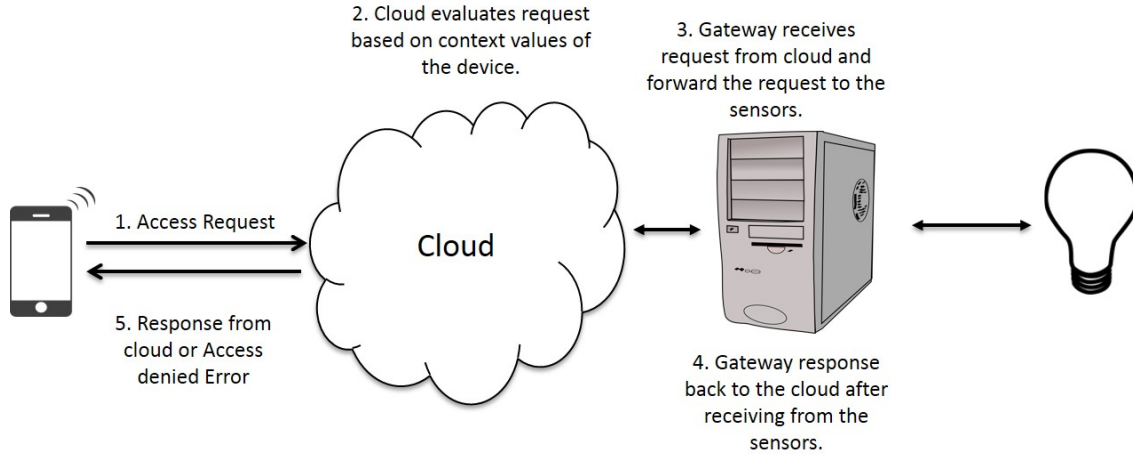 2. Cloud evaluates request
based on context values of
the device.
3. Gateway receives
request from cloud and
forward the request to the
sensors.
1. Access Request
Cloud
5. Response from
cloud or Access
denied Error
4. Gateway response
back to the cloud after
receiving from the
sensors.